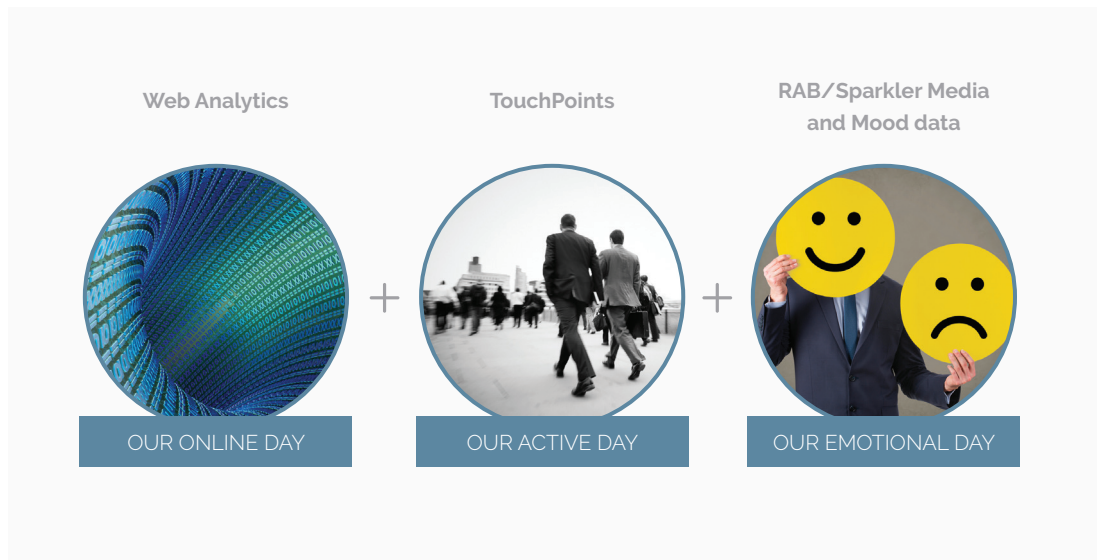 Web Analytics
TouchPoints
RAB/Sparkler Media
and Mood data
+
+
OUR ONLINE DAY
OUR ACTIVE DAY
OUR EMOTIONAL DAY